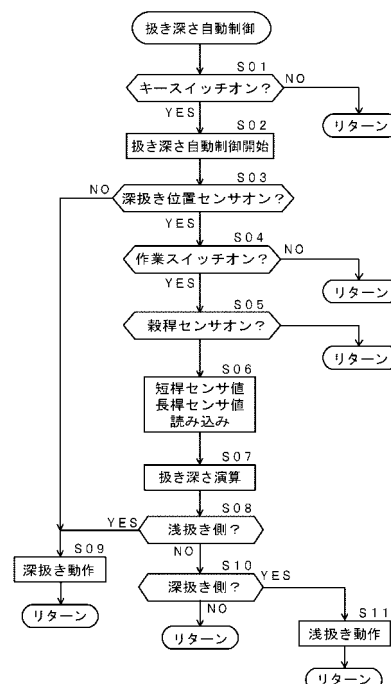 扱き深さ自動制御
S01
キースイッチオン?
NO
リターン
YES
S02
扱き深さ自動制御開始
S03
NO
深扱き位置センサオン?
YES
S04
作業スイッチオン?
NO
リターン
YES
S05
穀稈センサオン?
リターン
S06
短稈センサ値
長稈センサ値
読み込み
S07
扱き深さ演算
S08
YES
浅扱き側?
S09
NO
深扱き動作
リターン
S10
深扱き側?
YES
NO
リターン
S11
浅扱き動作
リターン